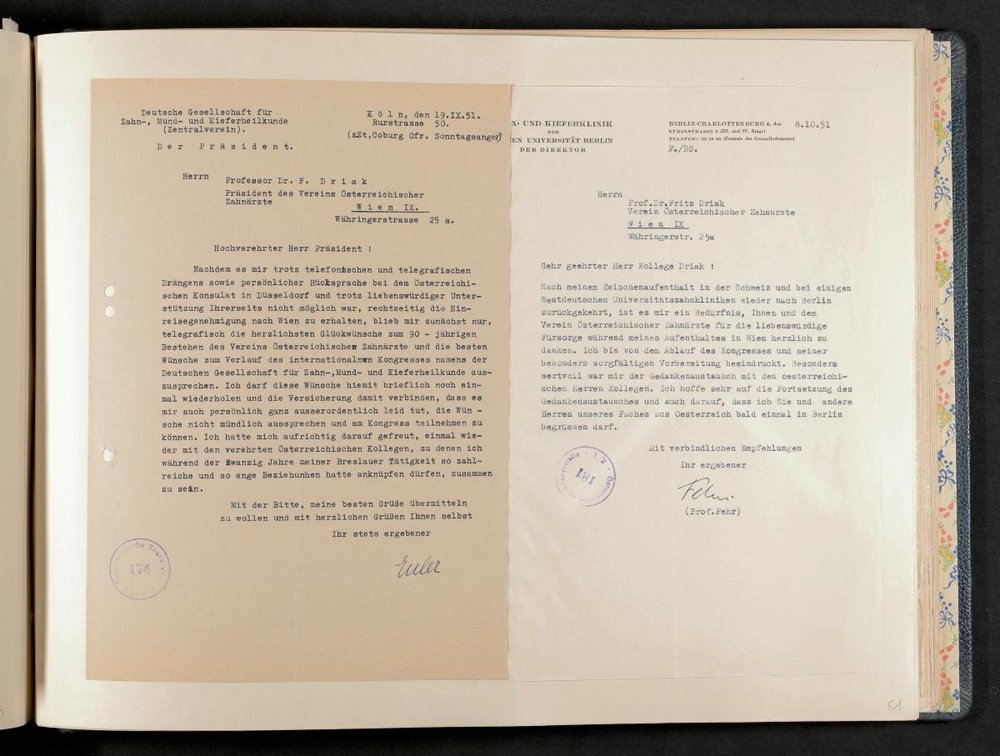 Deutsche Gesellschaft für
Zahn-, Mund- und Kieferheilkunde
(Zentralverein).
Der Präsident.
Köln, den 19.IX.51.
Rurstrasse 50.
(zZt,Coburg Ofr. Sonntagsanger)
Herrn
Professor Dr. F. Driak
Präsident des Vereins Österreichischer
Zahnärzte
Wien IX.
Währingerstrasse 25 a.
Hochverehrter Herr Präsident !
Nachdem es mir trotz telefonischen und telegrafischen
Drängens sowie persönlicher Rücksprache bei dem Österreichi-
schen Konsulat in Düsseldorf und trotz liebenswürdiger Unter-
stützung Ihrerseits nicht möglich war, rechtzeitig die Ein-
reisegenehmigung nach Wien zu erhalten, blieb mir zunächst nur,
telegrafisch die herzlichsten Glückwünsche zum 90 - jährigen
Bestehen des Vereins Österreichischer Zahnärzte und die besten
Wünsche zum Verlauf des internationalen Kongresses namens der
Deutschen Gesellschaft für Zahn-,Mund- und Kieferheilkunde aus-
zusprechen. Ich darf diese Wünsche hiemit brieflich noch ein-
mal wiederholen und die Versicherung damit verbinden, dass es
mir auch persönlich ganz ausserordentlich leid tut, die Wün -
sche nicht mündlich aussprechen und am Kongress teilnehmen zu
können. Ich hatte mich aufrichtig darauf gefreut, einmal wie-
der mit den verehrten Österreichischen Kollegen, zu denen ich
während der zwanzig Jahre meiner Breslauer Tätigkeit so zahl-
reiche und so enge Beziehunhen hatte anknüpfen dürfen, zusammen
zu sein.
Mit der Bitte, meine besten Grüße übermitteln
zu wollen und mit herzlichen Grüßen Ihnen selbst
Ihr stets ergebener
Euler
178
N- UND KIEFERKLINIK
DER
EN UNIVERSITÄT BERLIN
DER DIREKTOR
BERLIN-CHARLOTTENBURG 4, den 8.10.51
F./Rö.
Herrn
Prof.Dr.Fritz Driak
Verein Österreichischer Zahnärzte
Wien IX
Währingerstr. 25a
Sehr geehrter Herr Kollege Driak !
Nach meinem Zwischenaufenthalt in der Schweiz und bei einigen
Westdeutschen Universitätszahnkliniken wieder nach Berlin
zurückgekehrt, ist es mir ein Bedürfnis, Ihnen und dem
Verein Österreichischer Zahnärzte für die liebenswürdige
Fürsorge während meines Aufenthaltes in Wien herzlich zu
danken. Ich bin von dem Ablauf des Kongresses und seiner
besonders sorgfältigen Vorbereitung beeindruckt. Besonders
wertvoll war mir der Gedankenaustausch mit den oesterreichi-
schen Herren Kollegen. Ich hoffe sehr auf die Fortsetzung des
Gedankenaustausches und auch darauf, dass ich Sie und andere
Herren unseres Faches aus Oesterreich bald einmal in Berlin
begrüssen darf.
Mit verbindlichen Empfehlungen
Ihr ergebener
Fehr
(Prof.Fehr)
181